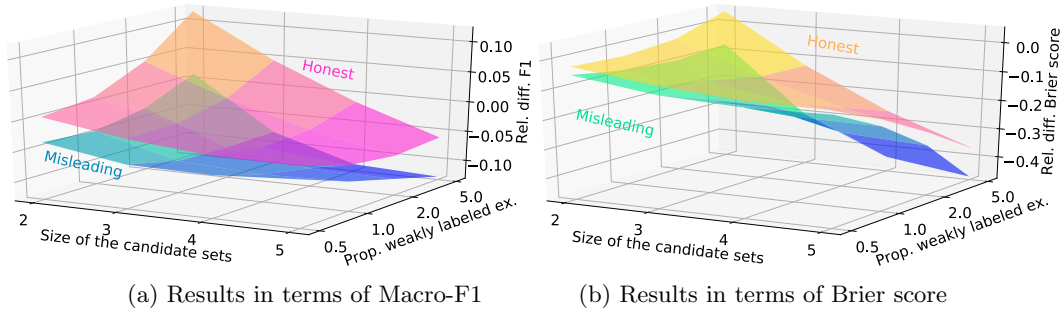 Honest
Misleading
0.10
0.05
0.00
−0.05
−0.10
Rel. diff. F1
2
3
4
5
Size of the candidate sets
0.5
1.0
2.0
5.0
Prop. weakly labeled ex.
(a) Results in terms of Macro-F1
Honest
Misleading
0.0
−0.1
−0.2
−0.3
−0.4
Rel. diff. Brier score
2
3
4
5
Size of the candidate sets
0.5
1.0
2.0
5.0
Prop. weakly labeled ex.
(b) Results in terms of Brier score